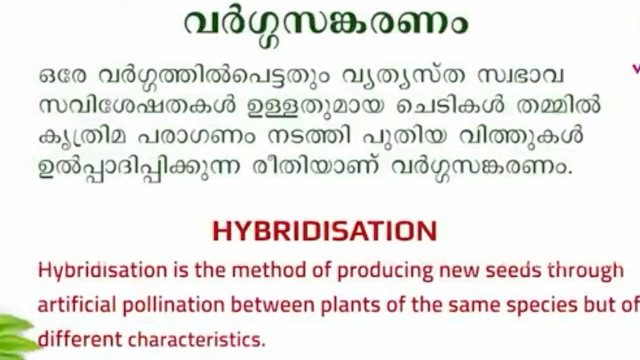 വർഗ്ഗസങ്കരണം
ഒരേ വർഗ്ഗത്തിൽപെട്ടതും വ്യത്യസ്ത സ്വഭാവ
സവിശേഷതകൾ ഉള്ളതുമായ ചെടികൾ തമ്മിൽ
കൃത്രിമ പരാഗണം നടത്തി പുതിയ വിത്തുകൾ
ഉൽപ്പാദിപ്പിക്കുന്ന രീതിയാണ് വർഗ്ഗസങ്കരണം.
HYBRIDISATION
Hybridisation is the method of producing new seeds through
artificial pollination between plants of the same species but of
different characteristics.